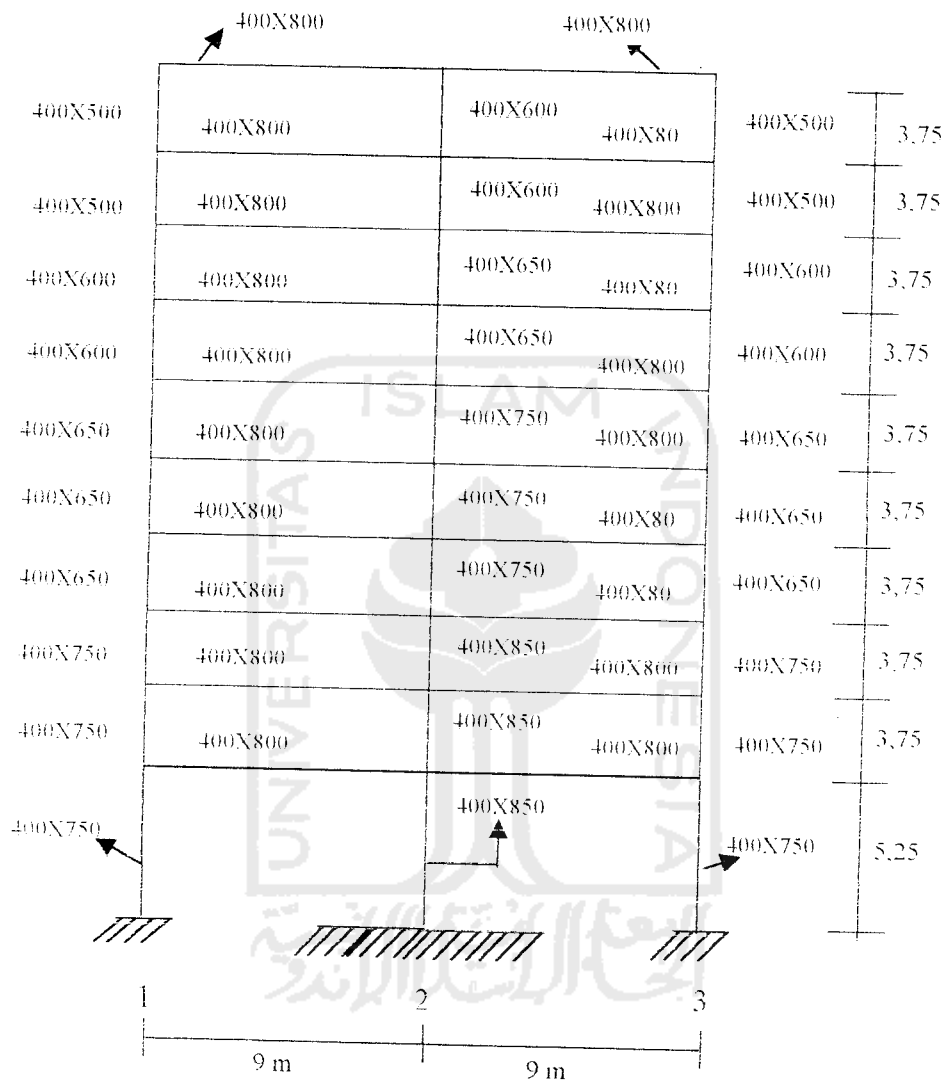 400X800 400X800
400X500 400X800 400X600 400X80 400X500 3,75
400X500 400X800 400X600 400X800 400X500 3,75
400X600 400X800 400X650 400X80 400X600 3,75
400X600 400X800 400X650 400X800 400X600 3,75
400X650 400X800 400X750 400X800 400X650 3,75
400X650 400X800 400X750 400X80 400X650 3,75
400X650 400X800 400X750 400X80 400X650 3,75
400X750 400X800 400X850 400X800 400X750 3,75
400X750 400X800 400X850 400X800 400X750 3,75
400X750 400X850 400X750 5,25
UNIVERSITAS ISLAM INDONESIA
1 2 3
9 m 9 m